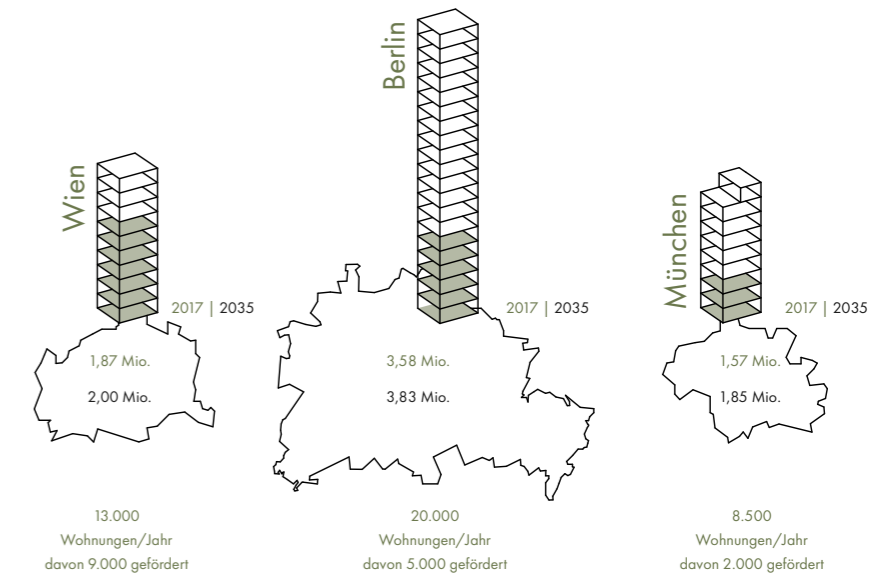 Wien
2017 | 2035
1,87 Mio.
2,00 Mio.
13.000
Wohnungen/Jahr
davon 9.000 gefördert
Berlin
2017 | 2035
3,58 Mio.
3,83 Mio.
20.000
Wohnungen/Jahr
davon 5.000 gefördert
München
2017 | 2035
1,57 Mio.
1,85 Mio.
8.500
Wohnungen/Jahr
davon 2.000 gefördert